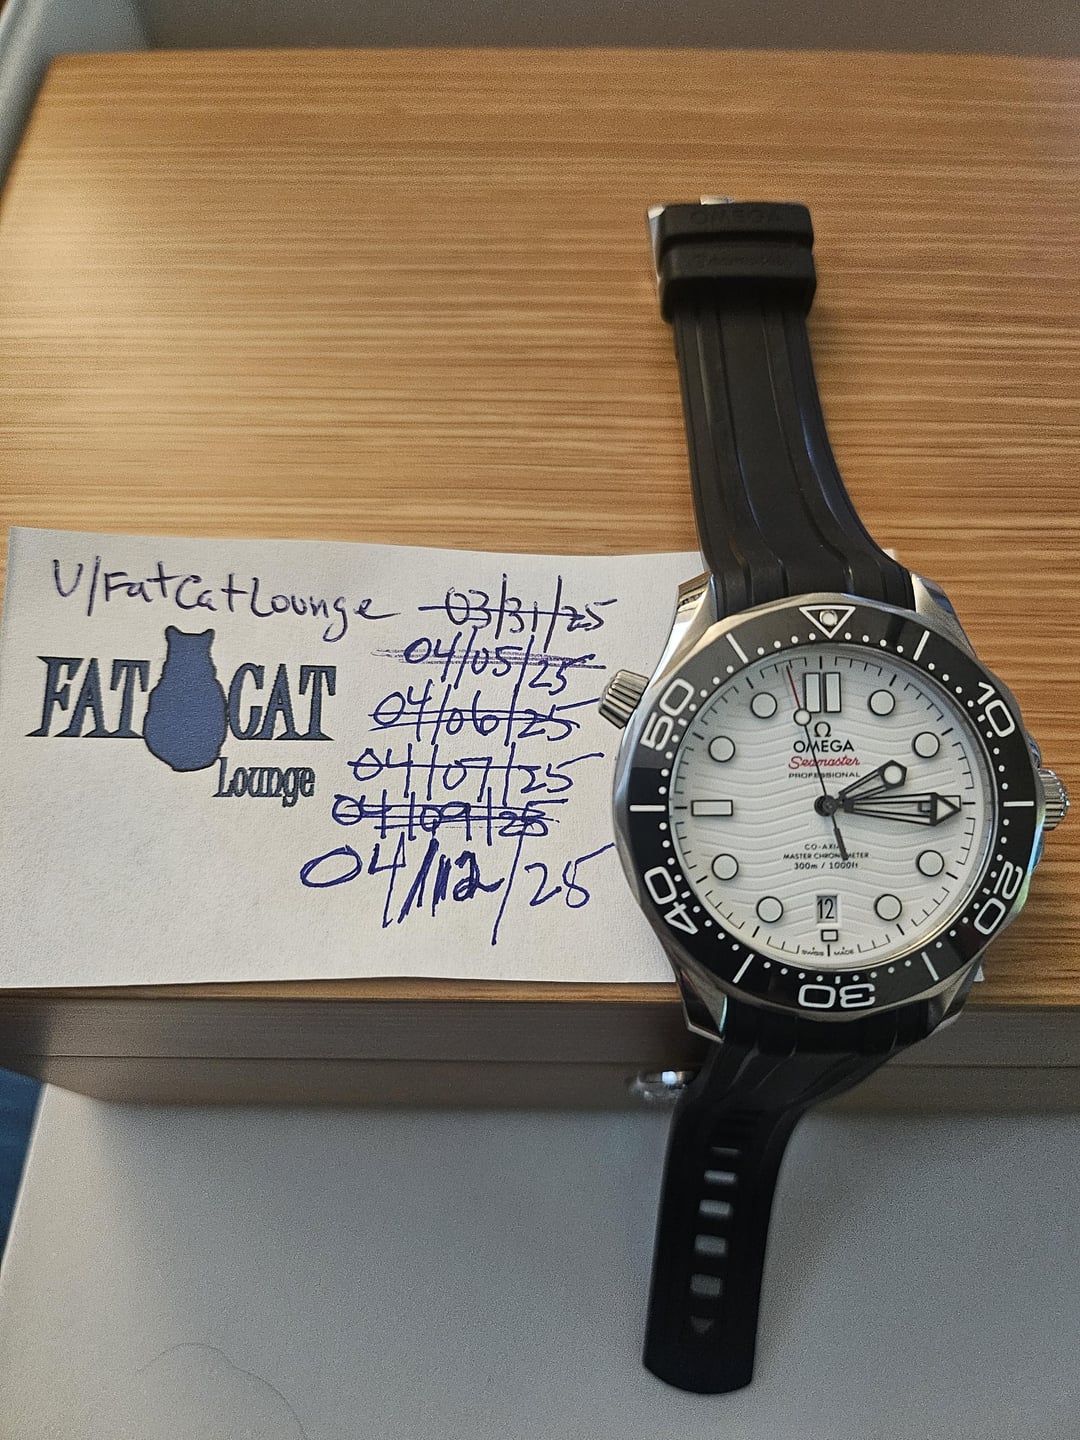 U/FatCatLounge
03/31/25
04/05/25
04/06/25
04/07/25
04/09/25
04/12/25
FAT CAT
Lounge
OMEGA
10
20
30
40
50
OMEGA
Seamaster
PROFESSIONAL
CO-AXIAL
MASTER CHRONOMETER
300m / 1000ft
12
SWISS MADE